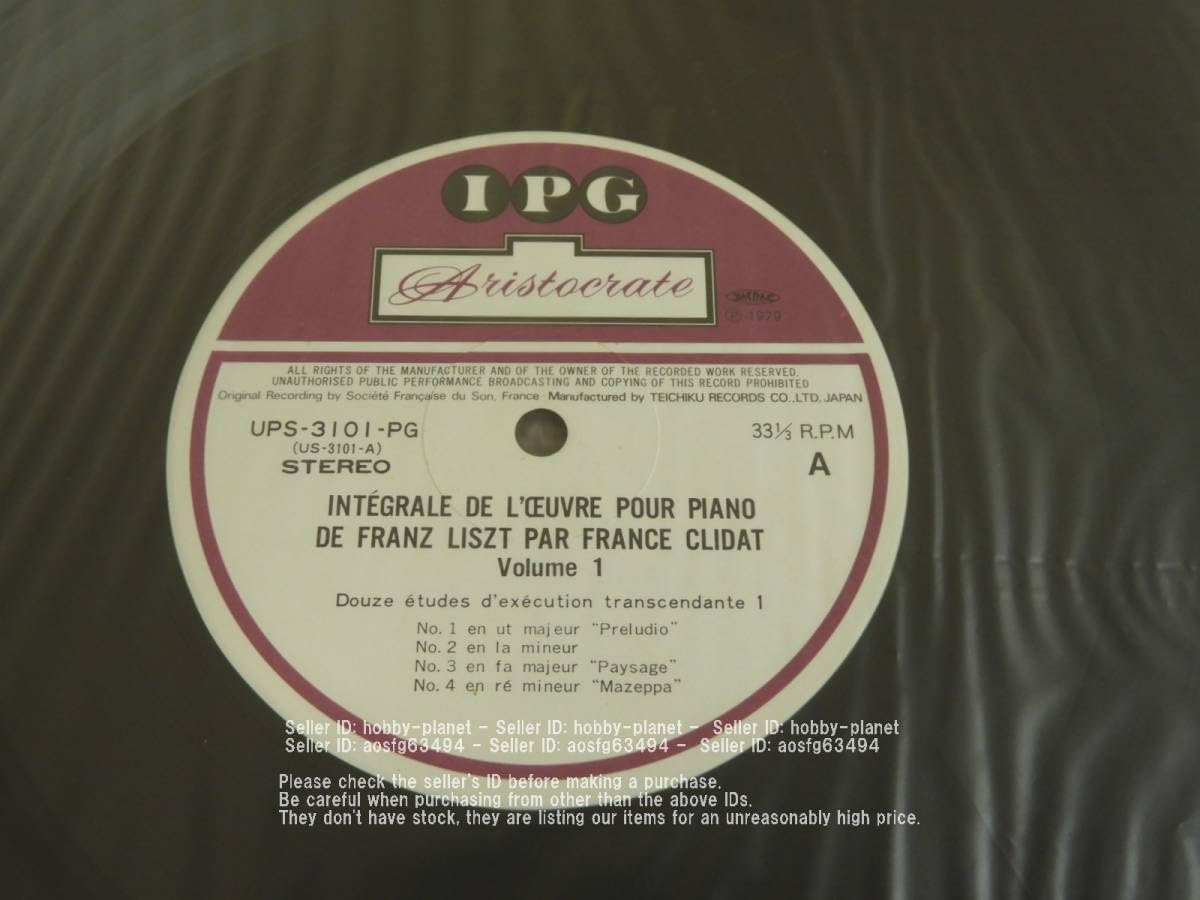 IPG
Aristocrate
Ⓟ 1979
ALL RIGHTS OF THE MANUFACTURER AND OF THE OWNER OF THE RECORDED WORK RESERVED.
UNAUTHORISED PUBLIC PERFORMANCE BROADCASTING AND COPYING OF THIS RECORD PROHIBITED
Original Recording by Société Française du Son, France Manufactured by TEICHIKU RECORDS CO.,LTD, JAPAN
UPS-3101-PG 33⅓ R.P.M
(US-3101-A)
STEREO A
INTÉGRALE DE L'ŒUVRE POUR PIANO
DE FRANZ LISZT PAR FRANCE CLIDAT
Volume 1
Douze études d'exécution transcendante 1
No. 1 en ut majeur "Preludio"
No. 2 en la mineur
No. 3 en fa majeur "Paysage"
No. 4 en ré mineur "Mazeppa"
Seller ID: hobby-planet - Seller ID: hobby-planet - Seller ID: hobby-planet
Seller ID: aosfg63494 - Seller ID: aosfg63494 - Seller ID: aosfg63494
Please check the seller's ID before making a purchase.
Be careful when purchasing from other than the above IDs.
They don't have stock, they are listing our items for an unreasonably high price.